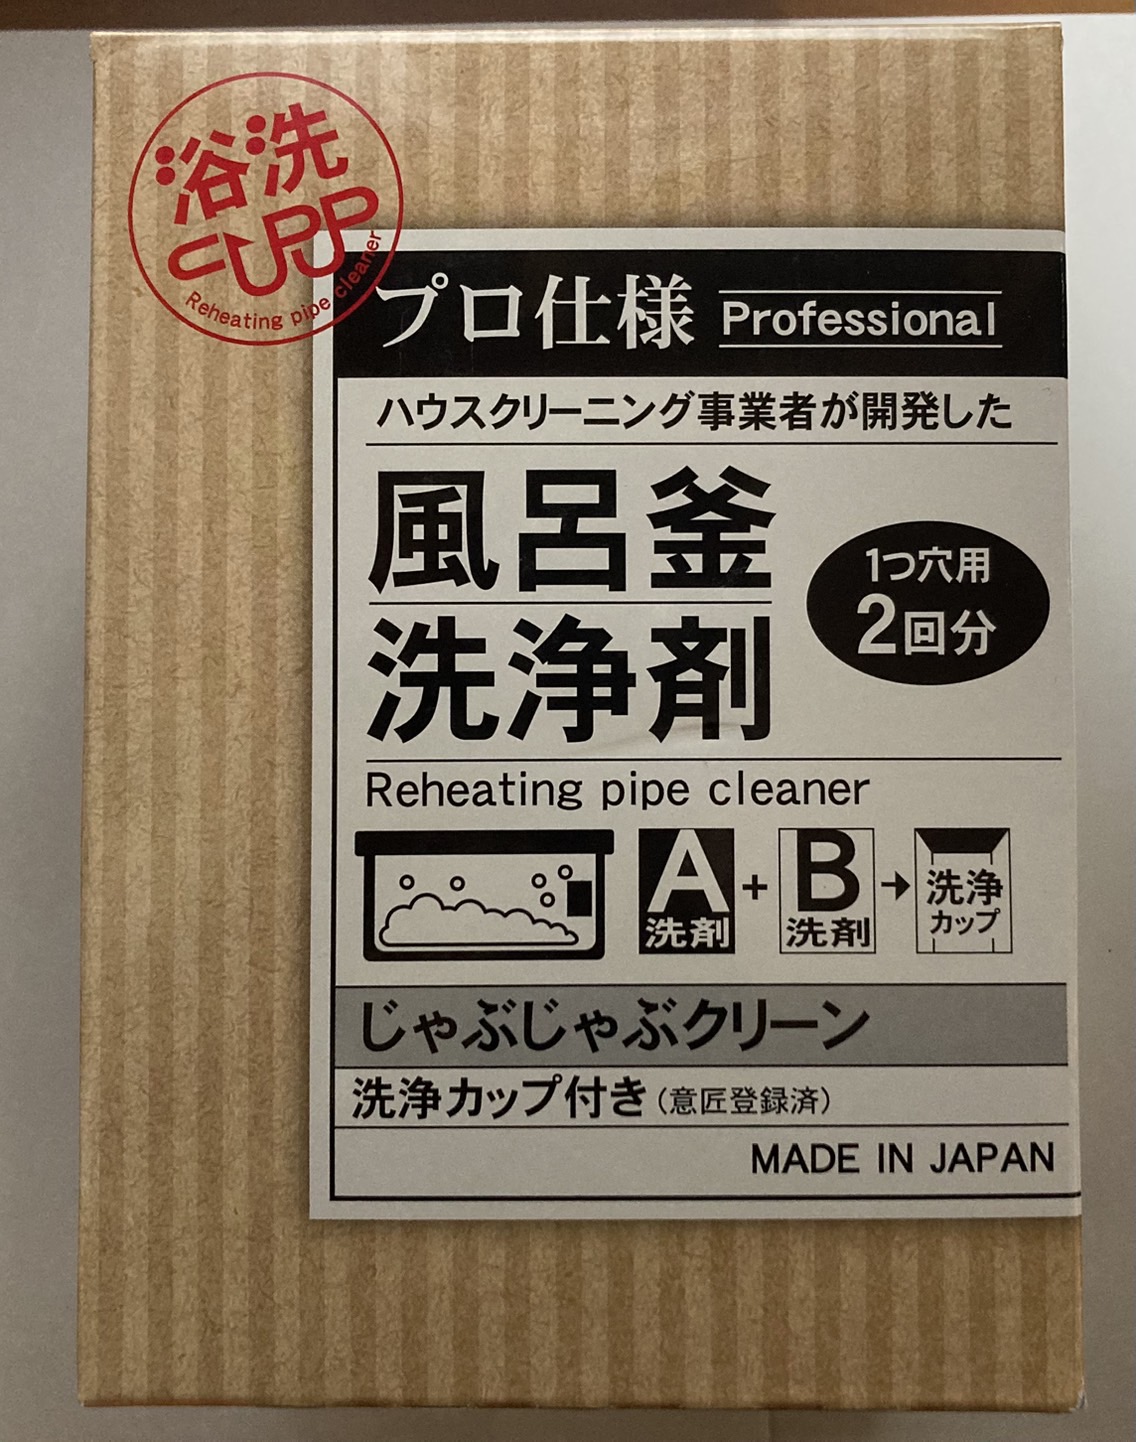 浴洗
CUPP
Reheating pipe cleaner
プロ仕様 Professional
ハウスクリーニング事業者が開発した
風呂釜
洗浄剤
1つ穴用
2回分
Reheating pipe cleaner
A
洗剤
+
B
洗剤
→
洗浄
カップ
じゃぶじゃぶクリーン
洗浄カップ付き（意匠登録済）
MADE IN JAPAN